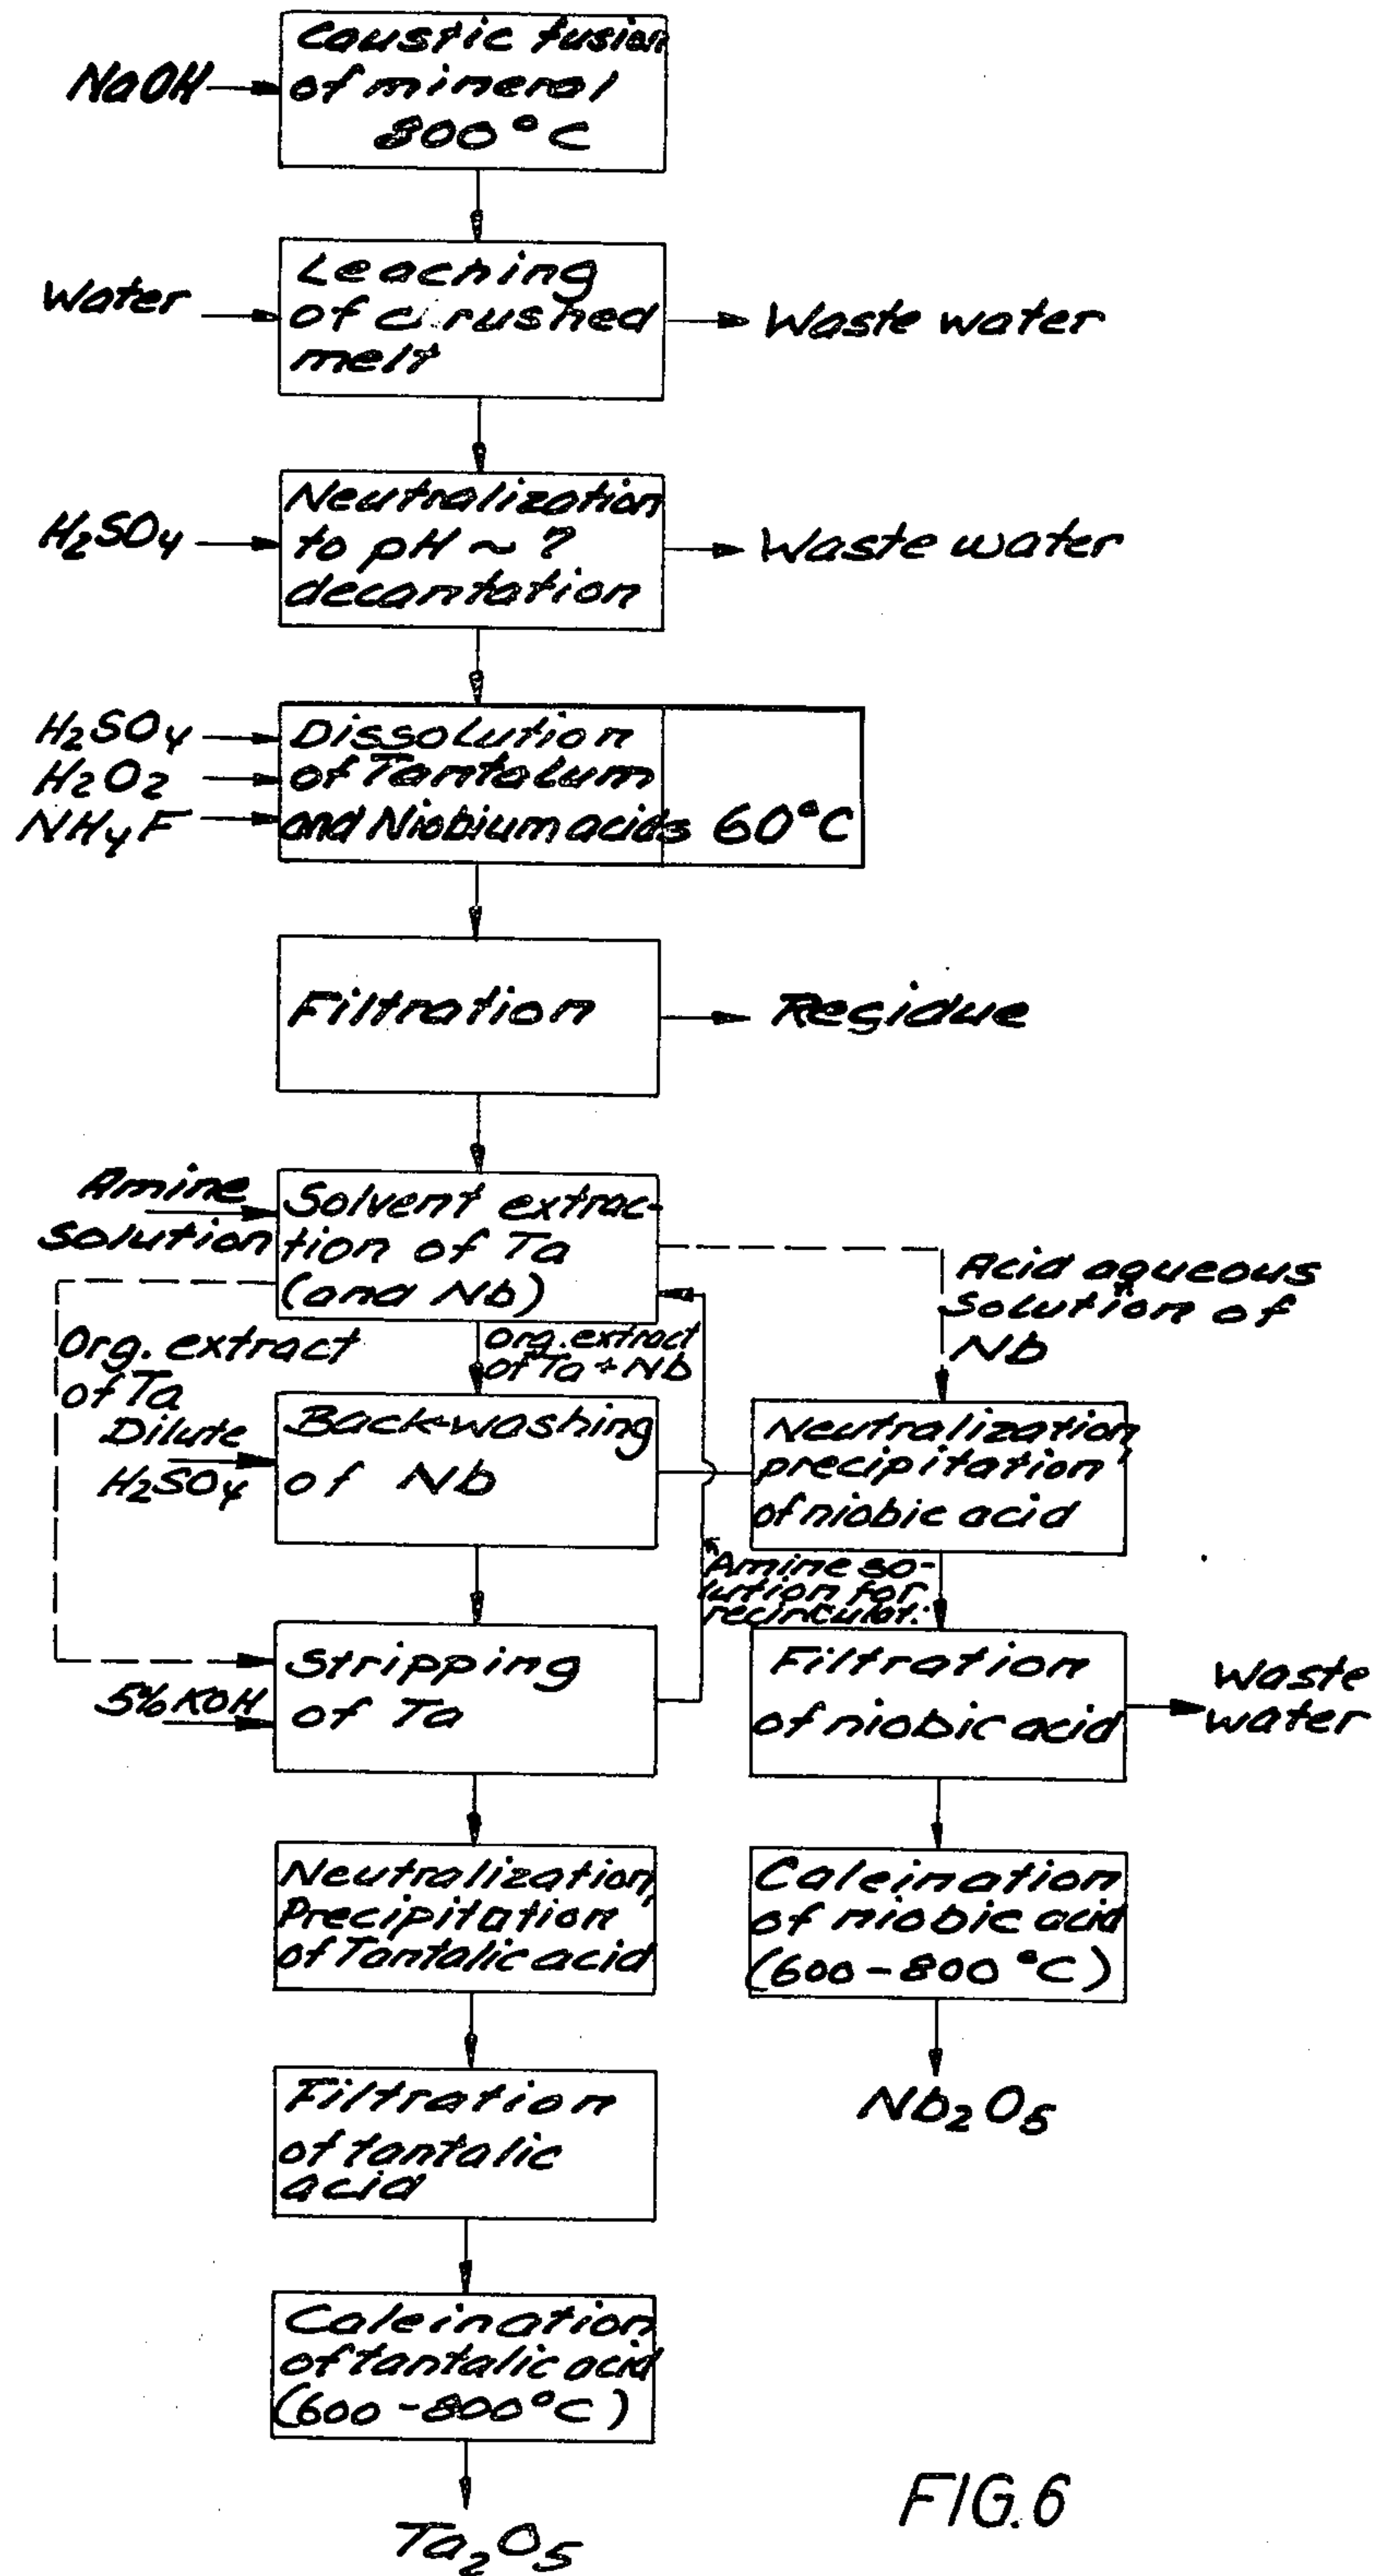 Caustic fusion
of mineral
800°C
NaOH
Leaching
of crushed
melt
Water
Waste water
Neutralization
to pH ~ 7
decantation
H2SO4
Waste water
H2SO4
H2O2
NH4F
Dissolution
of Tantalum
and Niobium acids 60°C
Filtration
Residue
Amine
solution
Solvent extrac-
tion of Ta
(and Nb)
Acid aqueous
solution of
Nb
Org. extract
of Ta
Org. extract
of Ta + Nb
Dilute
H2SO4
Back-washing
of Nb
Neutralization,
precipitation
of niobic acid
Amine so-
lution for
recirculat.
5% KOH
Stripping
of Ta
Filtration
of niobic acid
Waste
water
Neutralization,
Precipitation
of Tantalic acid
Caleination
of niobic acid
(600-800°C)
Nb2O5
Filtration
of tantalic
acid
Caleination
of tantalic acid
(600-800°C)
Ta2O5
FIG.6